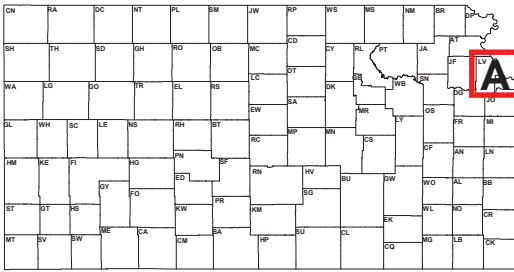 CN RA DC NT PL SM JW RP WS MS NM BR DP
CD AT
SH TH SD GH RO OB MC CY RL PT JA JF LV A
LC OT GE WB SN
WA LG GO TR EL RS DK DG JO
SA OS
EW MR
GL WH SC LE NS RH BT LY FR MI
RC MP MN CS
CF
HM KE FI HG PN SF RN HV AN LN
ED BU GW
GY FO SG WO AL BB
PR
ST GT HS KW KM WL NO CR
EK
MT SV SW ME CA CM BA HP SU CL CQ MG LB CK